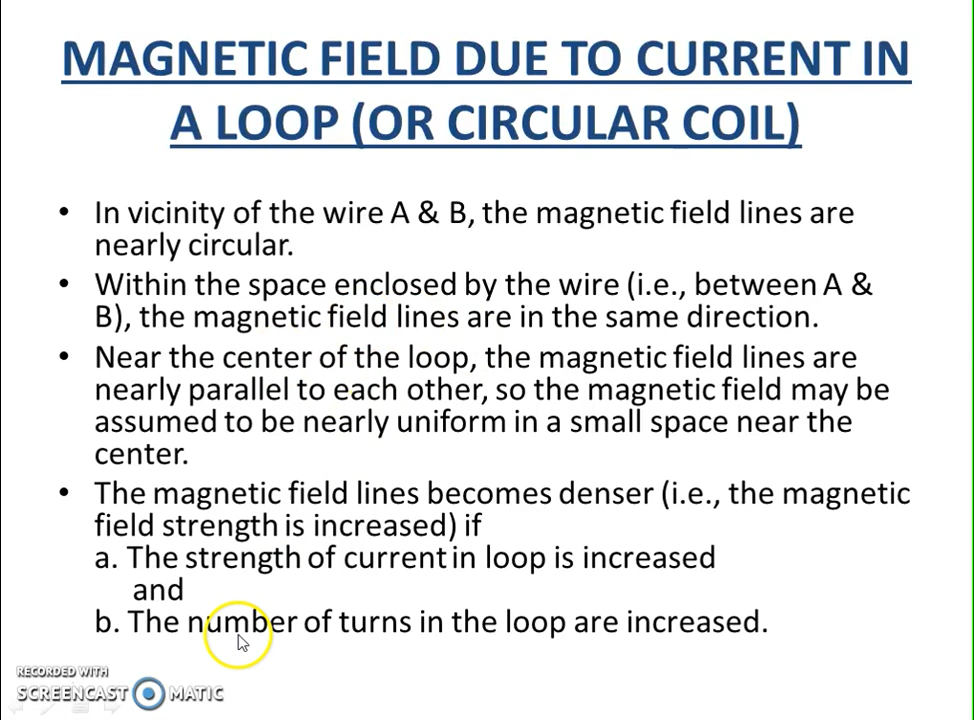 MAGNETIC FIELD DUE TO CURRENT IN
A LOOP (OR CIRCULAR COIL)
• In vicinity of the wire A & B, the magnetic field lines are
nearly circular.
• Within the space enclosed by the wire (i.e., between A &
B), the magnetic field lines are in the same direction.
• Near the center of the loop, the magnetic field lines are
nearly parallel to each other, so the magnetic field may be
assumed to be nearly uniform in a small space near the
center.
• The magnetic field lines becomes denser (i.e., the magnetic
field strength is increased) if
a. The strength of current in loop is increased
and
b. The number of turns in the loop are increased.
RECORDED WITH
SCREENCAST MATIC